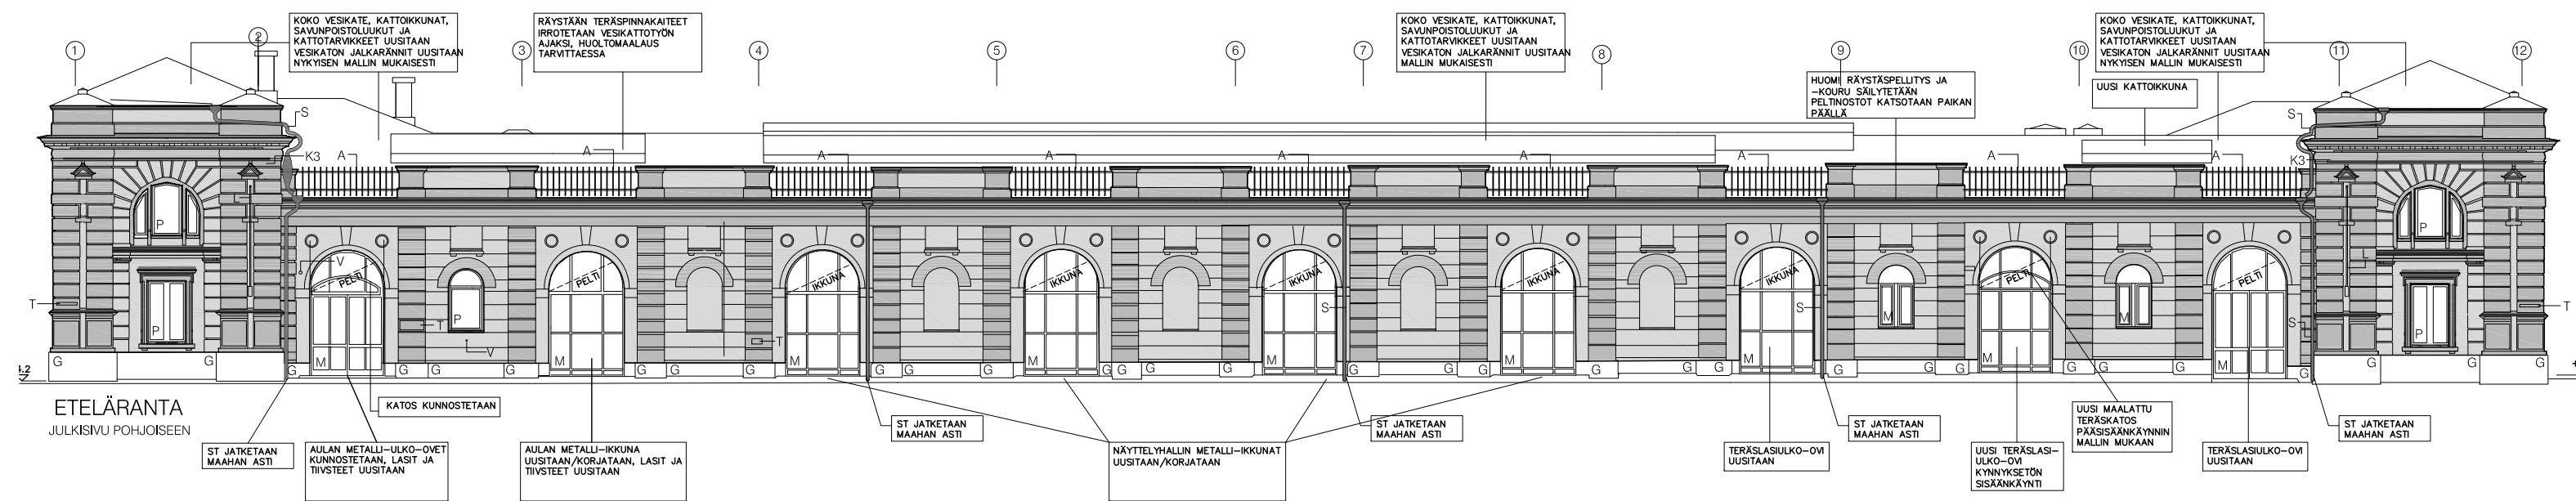 KOKO VESIKATE, KATTOIKKUNAT,
SAVUNPOISTOLUUKUT JA
KATTOTARVIKKEET UUSITAAN
VESIKATON JALKARÄNNIT UUSITAAN
NYKYISEN MALLIN MUKAISESTI
RÄYSTÄÄN TERÄSPINNAKAITEET
IRROTETAAN VESIKATTOTYÖN
AJAKSI, HUOLTOMAALAUS
TARVITTAESSA
KOKO VESIKATE, KATTOIKKUNAT,
SAVUNPOISTOLUUKUT JA
KATTOTARVIKKEET UUSITAAN
VESIKATON JALKARÄNNIT UUSITAAN
MALLIN MUKAISESTI
KOKO VESIKATE, KATTOIKKUNAT,
SAVUNPOISTOLUUKUT JA
KATTOTARVIKKEET UUSITAAN
VESIKATON JALKARÄNNIT UUSITAAN
NYKYISEN MALLIN MUKAISESTI
1 2 3 4 5 6 7 8 9 10 11 12
HUOM! RÄYSTÄSPELLITYS JA
-KOURU SÄILYTETÄÄN
PELTINOSTOT KATSOTAAN PAIKAN
PÄÄLLÄ
UUSI KATTOIKKUNA
S S
K3 A A A A A A A A A K3
L L
P P
V
PELTI PELTI IKKUNA IKKUNA IKKUNA IKKUNA IKKUNA PELTI PELTI
T S S T
P P M M P
T V T S
M M M M M M M M M
G G G G G G G G G G G G G G G G G G G G G G
ETELÄRANTA
JULKISIVU POHJOISEEN
KATOS KUNNOSTETAAN
ST JATKETAAN
MAAHAN ASTI
AULAN METALLI-ULKO-OVET
KUNNOSTETAAN, LASIT JA
TIIVSTEET UUSITAAN
AULAN METALLI-IKKUNA
UUSITAAN/KORJATAAN, LASIT JA
TIIVSTEET UUSITAAN
ST JATKETAAN
MAAHAN ASTI
NÄYTTELYHALLIN METALLI-IKKUNAT
UUSITAAN/KORJATAAN
ST JATKETAAN
MAAHAN ASTI
TERÄSLASIULKO-OVI
UUSITAAN
ST JATKETAAN
MAAHAN ASTI
UUSI TERÄSLASI-
ULKO-OVI
KYNNYKSETÖN
SISÄÄNKÄYNTI
UUSI MAALATTU
TERÄSKATOS
PÄÄSISÄÄNKÄYNNIN
MALLIN MUKAAN
TERÄSLASIULKO-OVI
UUSITAAN
ST JATKETAAN
MAAHAN ASTI